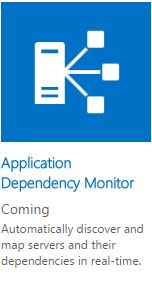 Application
Dependency Monitor
Coming
Automatically discover and
map servers and their
dependencies in real-time.